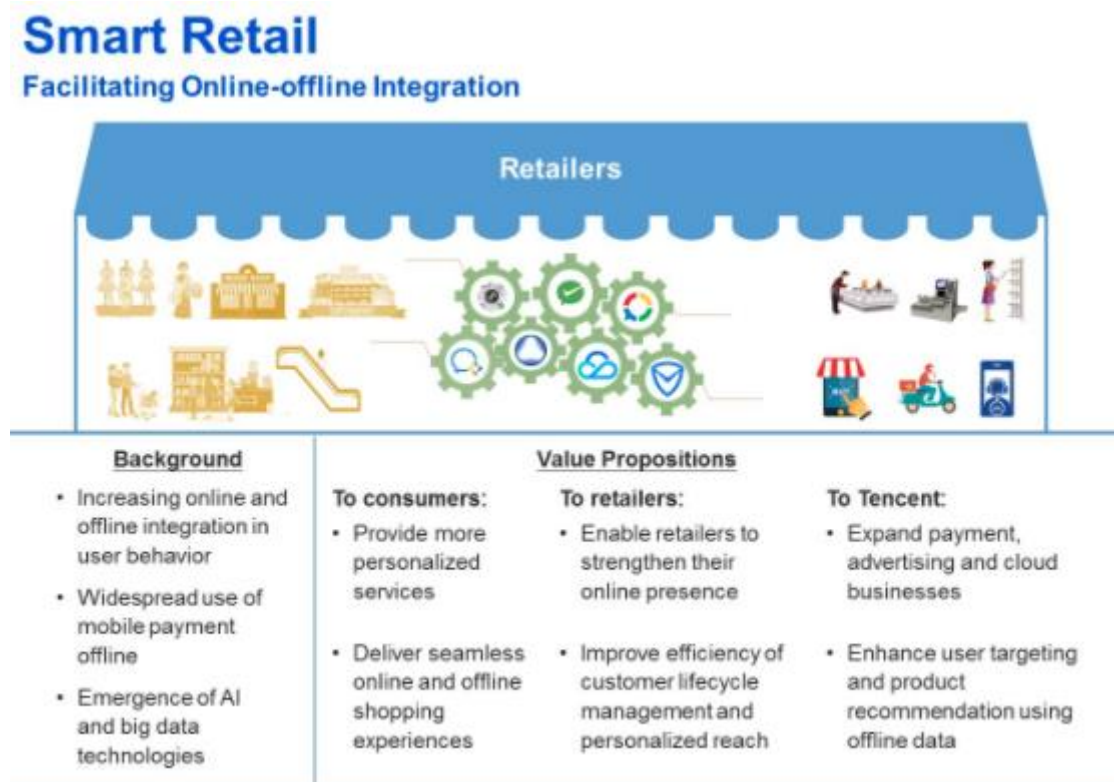 Smart Retail
Facilitating Online-offline Integration
Retailers
Background
• Increasing online and
offline integration in
user behavior
• Widespread use of
mobile payment
offline
• Emergence of AI
and big data
technologies
Value Propositions
To consumers:
• Provide more
personalized
services
• Deliver seamless
online and offline
shopping
experiences
To retailers:
• Enable retailers to
strengthen their
online presence
• Improve efficiency of
customer lifecycle
management and
personalized reach
To Tencent:
• Expand payment,
advertising and cloud
businesses
• Enhance user targeting
and product
recommendation using
offline data